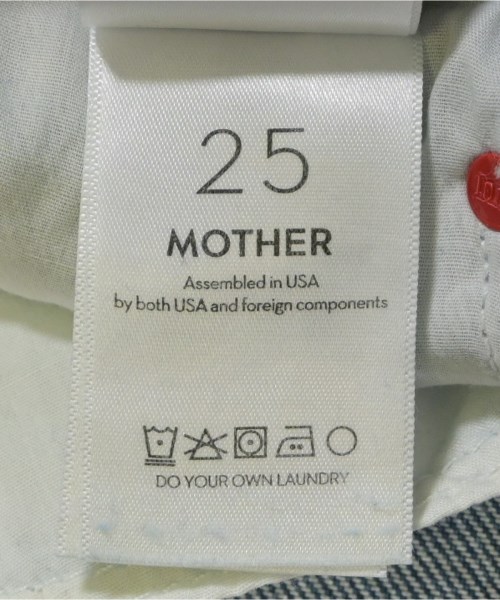 25
MOTHER
Assembled in USA
by both USA and foreign components
DO YOUR OWN LAUNDRY